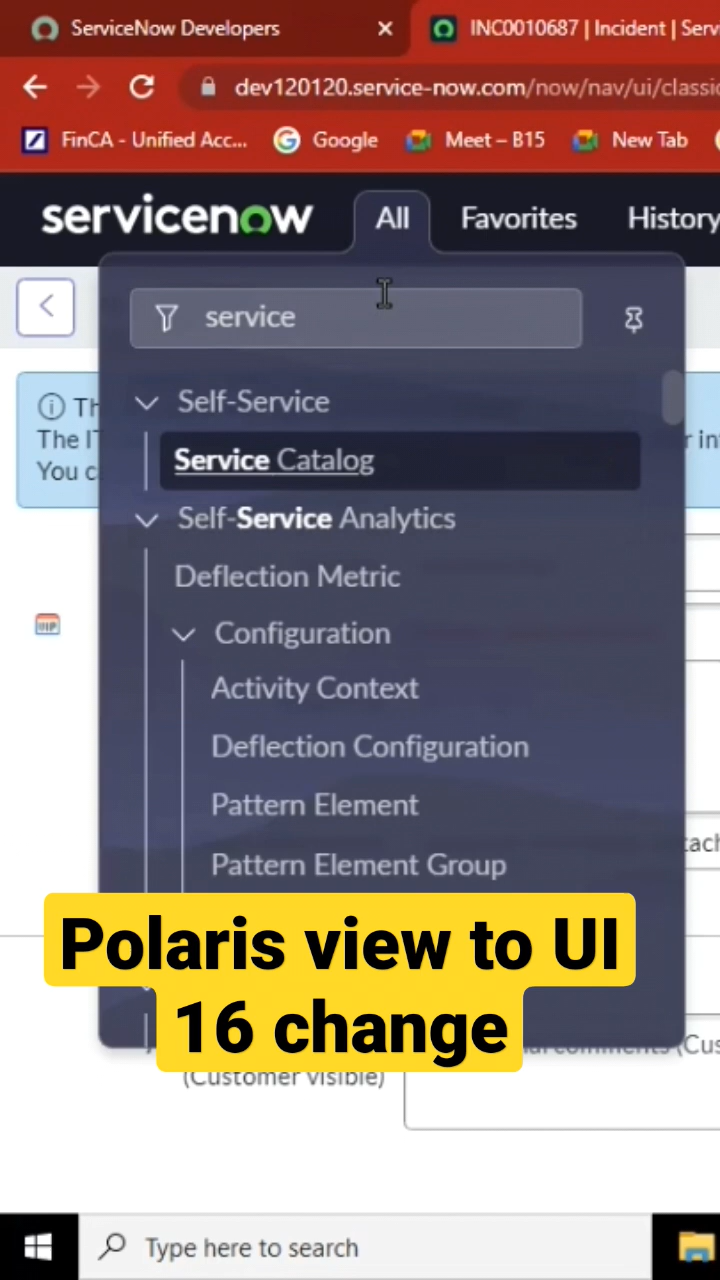 ServiceNow Developers
INC0010687 | Incident | Serv
dev120120.service-now.com/now/nav/ui/classic
FinCA - Unified Acc...
Google
Meet – B15
New Tab
servicenow
All
Favorites
History
service
Self-Service
Service Catalog
Self-Service Analytics
Deflection Metric
Configuration
Activity Context
Deflection Configuration
Pattern Element
Pattern Element Group
The I
You c
Polaris view to UI
16 change
(Customer visible)
Type here to search